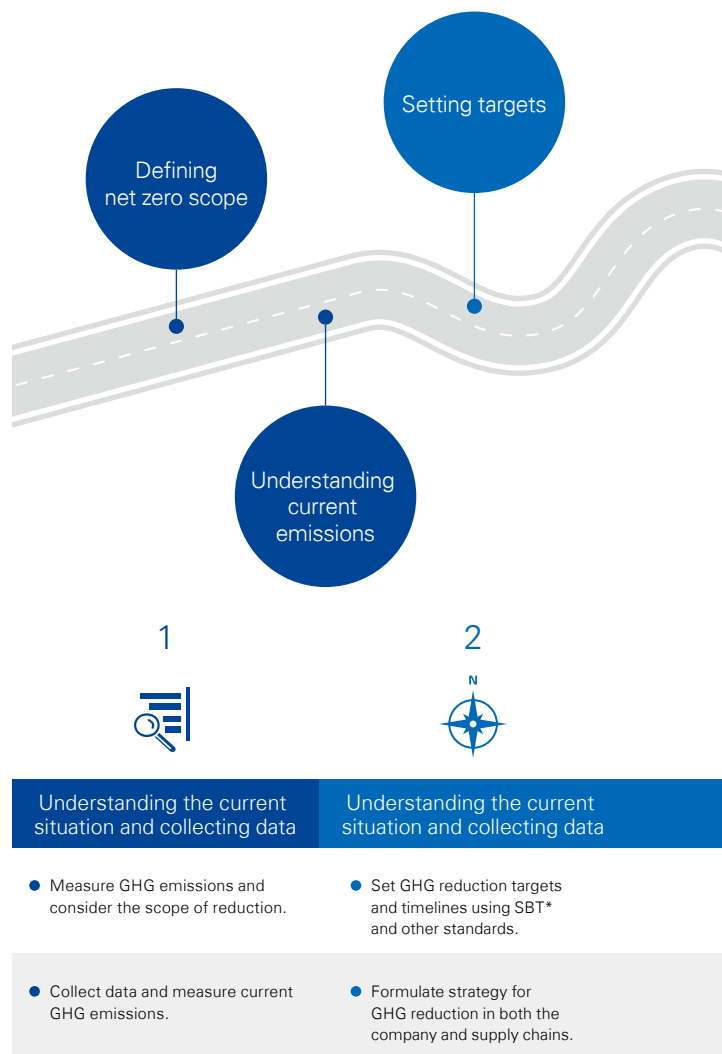 Setting targets
Defining
net zero scope
Understanding
current
emissions
1
2
N
Understanding the current
situation and collecting data
Understanding the current
situation and collecting data
● Measure GHG emissions and
consider the scope of reduction.
● Set GHG reduction targets
and timelines using SBT*
and other standards.
● Collect data and measure current
GHG emissions.
● Formulate strategy for
GHG reduction in both the
company and supply chains.